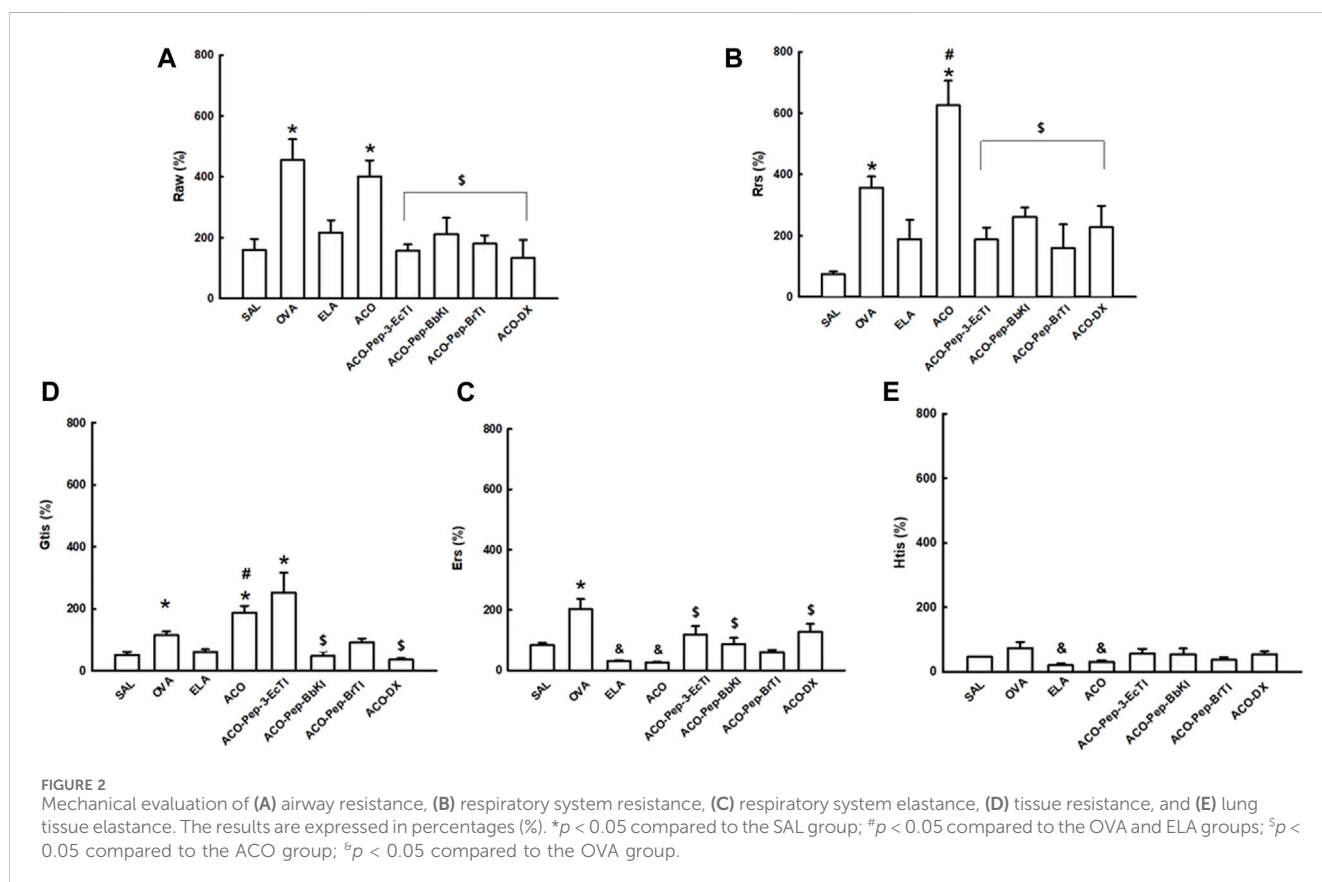 A
800
600
400
200
0
Raw (%)
*
*
$
SAL
OVA
ELA
ACO
ACO-Pep-3-EcTI
ACO-Pep-BbKI
ACO-Pep-BrTI
ACO-DX
B
800
600
400
200
0
Rrs (%)
*
#
*
$
SAL
OVA
ELA
ACO
ACO-Pep-3-EcTI
ACO-Pep-BbKI
ACO-Pep-BrTI
ACO-DX
D
800
600
400
200
0
Gtis (%)
*
#
*
*
$
$
SAL
OVA
ELA
ACO
ACO-Pep-3-EcTI
ACO-Pep-BbKI
ACO-Pep-BrTI
ACO-DX
C
800
600
400
200
0
Ers (%)
*
&
&
$
$
$
SAL
OVA
ELA
ACO
ACO-Pep-3-EcTI
ACO-Pep-BbKI
ACO-Pep-BrTI
ACO-DX
E
800
600
400
200
0
Htis (%)
&
&
SAL
OVA
ELA
ACO
ACO-Pep-3-EcTI
ACO-Pep-BbKI
ACO-Pep-BrTI
ACO-DX
FIGURE 2
Mechanical evaluation of (A) airway resistance, (B) respiratory system resistance, (C) respiratory system elastance, (D) tissue resistance, and (E) lung
tissue elastance. The results are expressed in percentages (%). *p < 0.05 compared to the SAL group; #p < 0.05 compared to the OVA and ELA groups; $p <
0.05 compared to the ACO group; &p < 0.05 compared to the OVA group.